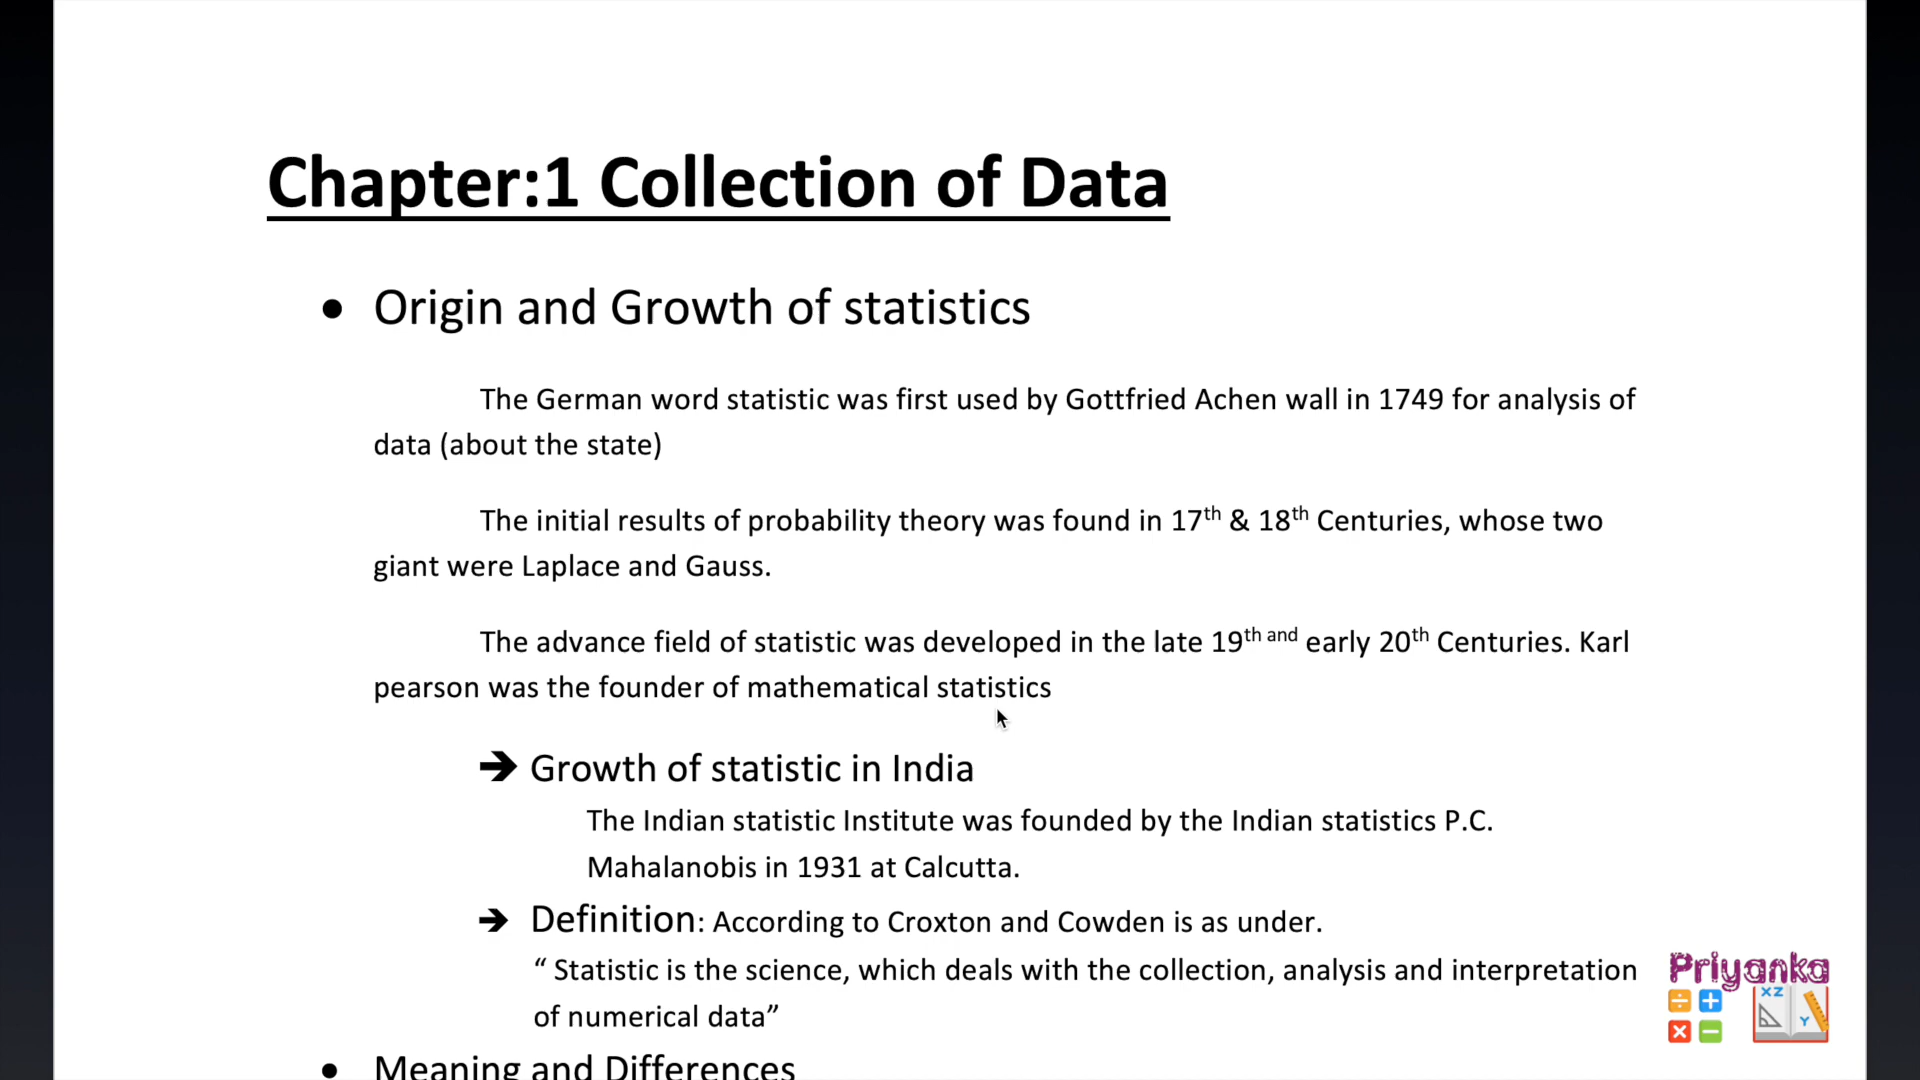 Chapter:1 Collection of Data
• Origin and Growth of statistics
The German word statistic was first used by Gottfried Achen wall in 1749 for analysis of
data (about the state)
The initial results of probability theory was found in 17th & 18th Centuries, whose two
giant were Laplace and Gauss.
The advance field of statistic was developed in the late 19th and early 20th Centuries. Karl
pearson was the founder of mathematical statistics
➔ Growth of statistic in India
The Indian statistic Institute was founded by the Indian statistics P.C.
Mahalanobis in 1931 at Calcutta.
➔ Definition: According to Croxton and Cowden is as under.
“ Statistic is the science, which deals with the collection, analysis and interpretation
of numerical data”
• Meaning and Differences
Priyanka
XZ
Y